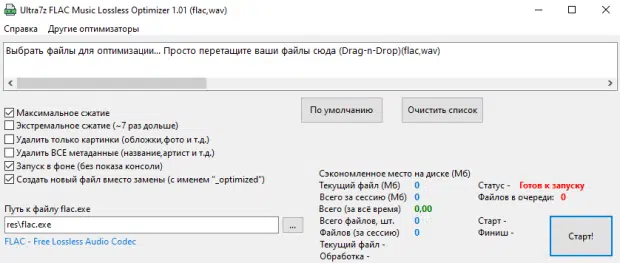 Ultra7z FLAC Music Lossless Optimizer 1.01 (flac,wav)
Справка Другие оптимизаторы
Выбрать файлы для оптимизации... Просто перетащите ваши файлы сюда (Drag-n-Drop)(flac,wav)
Максимальное сжатие
Экстремальное сжатие (~7 раз дольше)
Удалить только картинки (обложки,фото и т.д.)
Удалить ВСЕ метаданные (название,артист и т.д.)
Запуск в фоне (без показа консоли)
Создать новый файл вместо замены (с именем "_optimized")
По умолчанию
Очистить список
Путь к файлу flac.exe
res\flac.exe
...
FLAC - Free Lossless Audio Codec
Сэкономленное место на диске (Мб)
Текущий файл (Мб) 0
Всего за сессию (Мб) 0
Всего (за всё время) 0,00
Всего файлов, шт. 0
Файлов (за сессию) 0
Текущий файл -
Обработка -
Статус - Готов к запуску
Файлов в очереди: 0
Старт -
Финиш -
Старт!